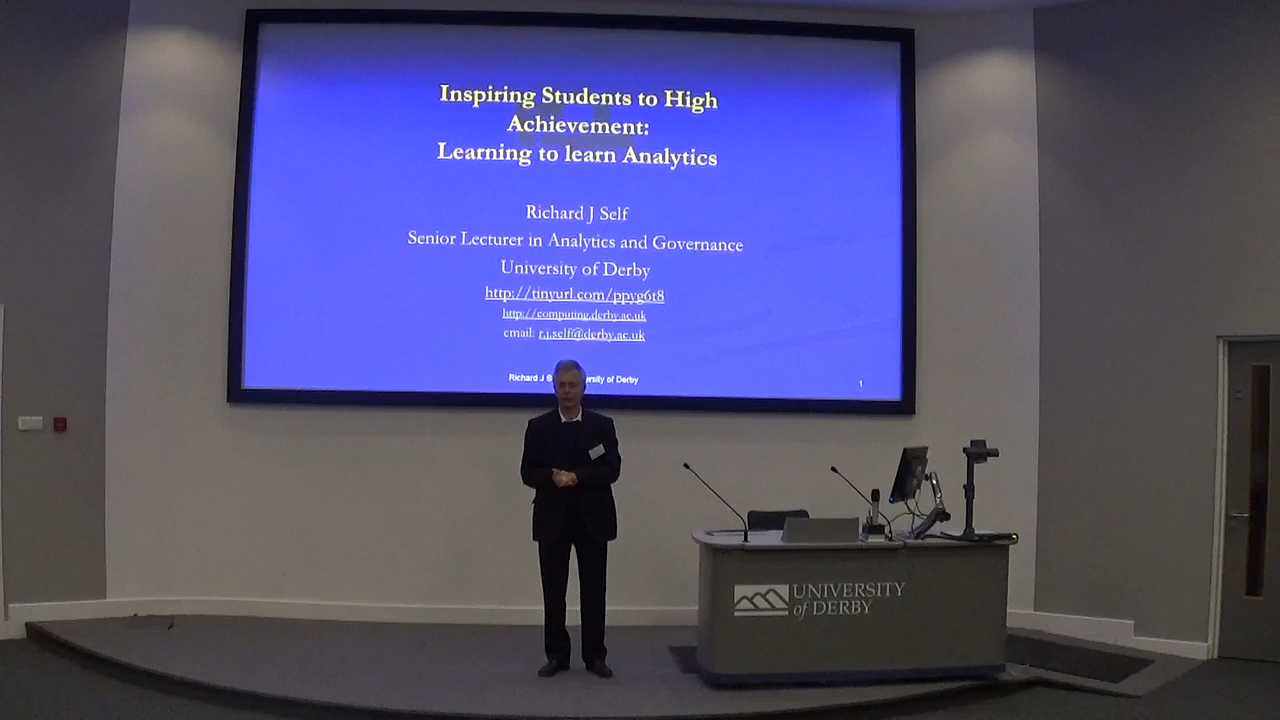 Inspiring Students to High
Achievement:
Learning to learn Analytics
Richard J Self
Senior Lecturer in Analytics and Governance
University of Derby
http://tinyurl.com/ppyg6t8
http://computing.derby.ac.uk
email: r.j.self@derby.ac.uk
Richard J S ersity of Derby
1
UNIVERSITY
of DERBY